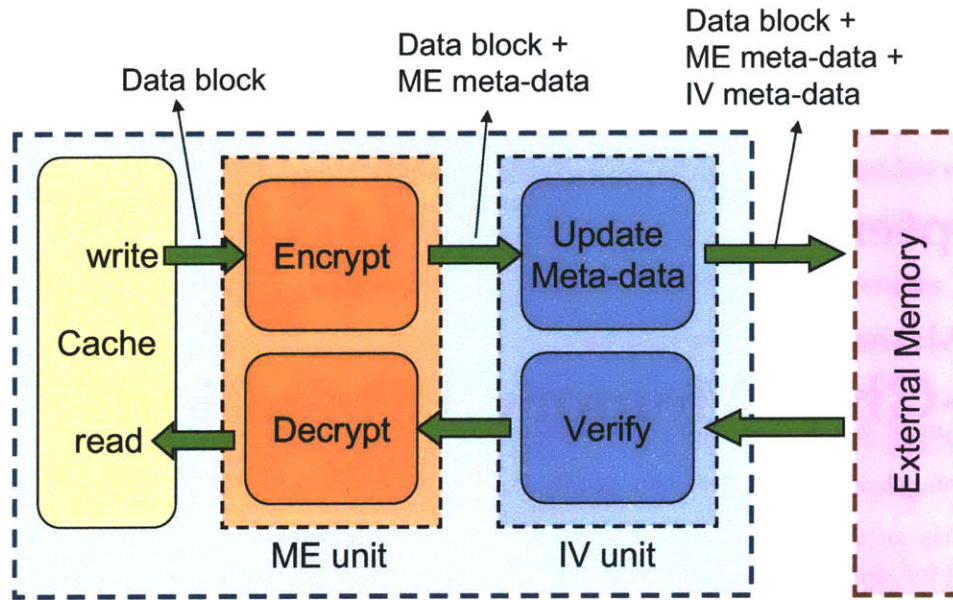 Data block
Data block +
ME meta-data
Data block +
ME meta-data +
IV meta-data
write
Cache
read
Encrypt
Decrypt
ME unit
Update
Meta-data
Verify
IV unit
External Memory